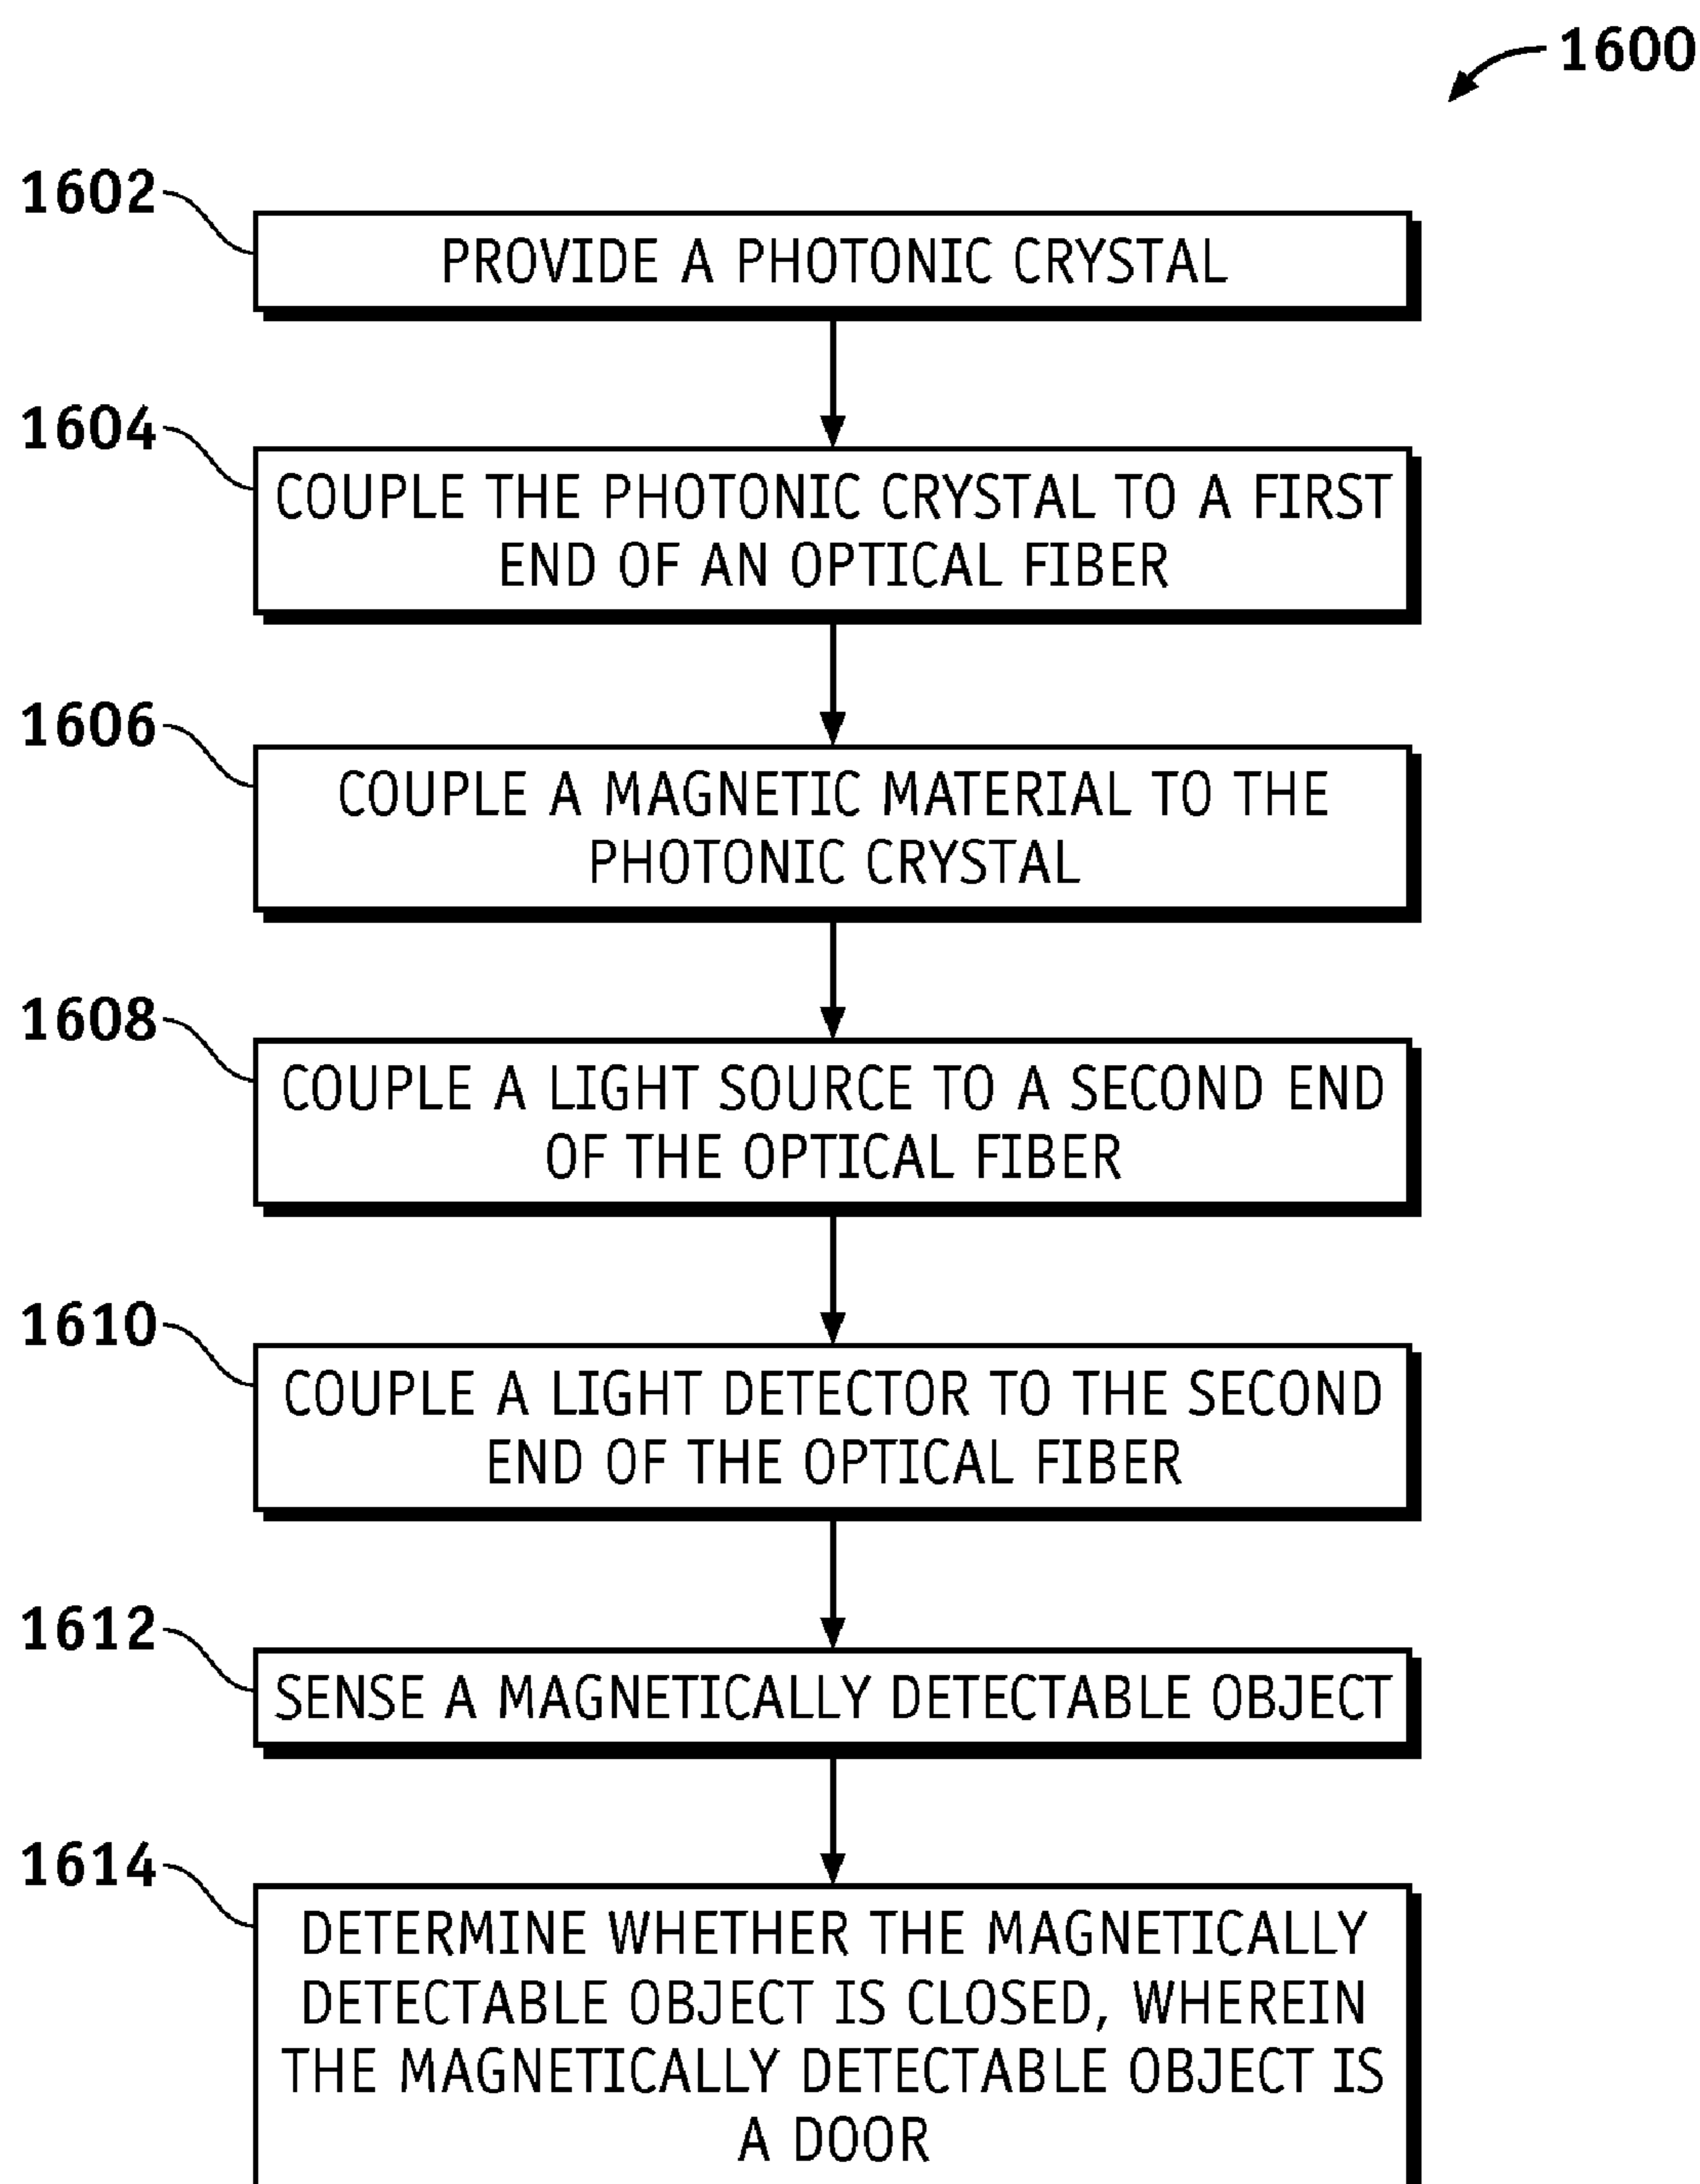 1600
1602
PROVIDE A PHOTONIC CRYSTAL
1604
COUPLE THE PHOTONIC CRYSTAL TO A FIRST
END OF AN OPTICAL FIBER
1606
COUPLE A MAGNETIC MATERIAL TO THE
PHOTONIC CRYSTAL
1608
COUPLE A LIGHT SOURCE TO A SECOND END
OF THE OPTICAL FIBER
1610
COUPLE A LIGHT DETECTOR TO THE SECOND
END OF THE OPTICAL FIBER
1612
SENSE A MAGNETICALLY DETECTABLE OBJECT
1614
DETERMINE WHETHER THE MAGNETICALLY
DETECTABLE OBJECT IS CLOSED, WHEREIN
THE MAGNETICALLY DETECTABLE OBJECT IS
A DOOR